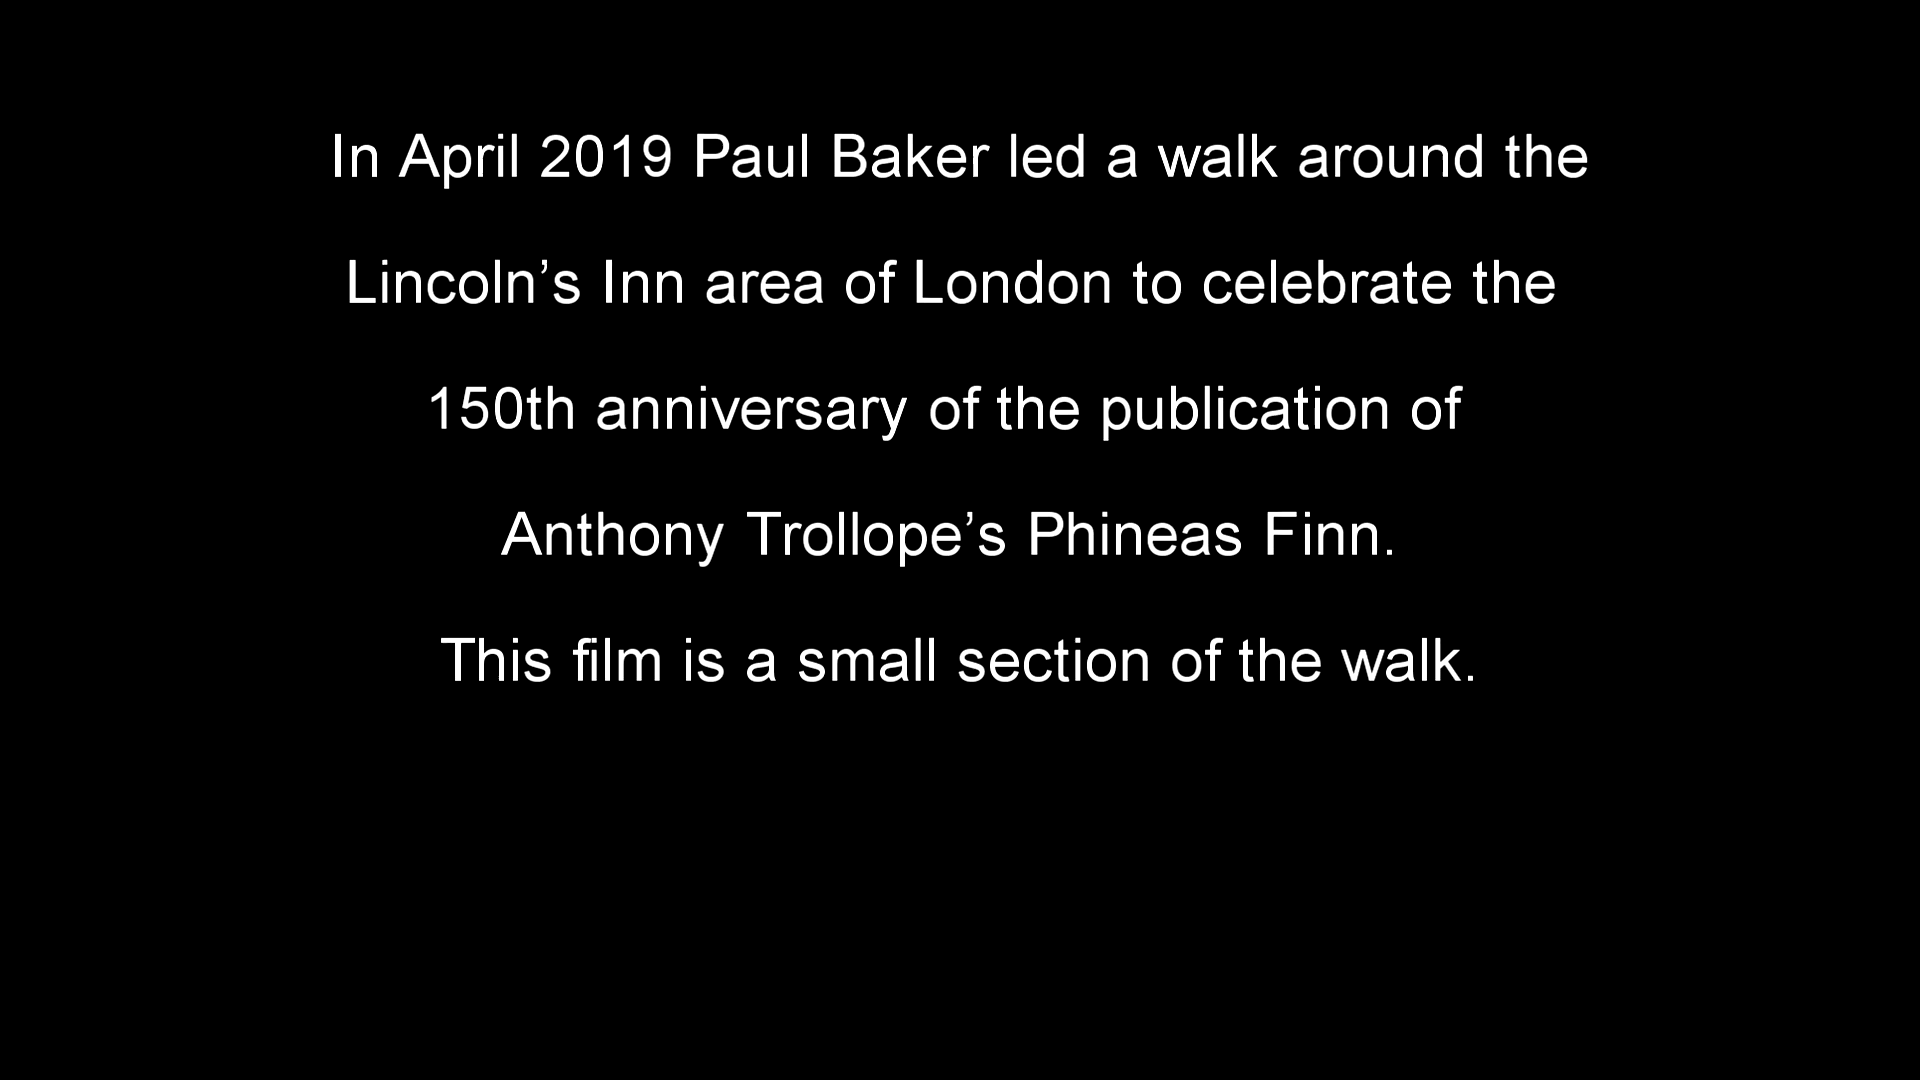 In April 2019 Paul Baker led a walk around the
Lincoln’s Inn area of London to celebrate the
150th anniversary of the publication of
Anthony Trollope’s Phineas Finn.
This film is a small section of the walk.